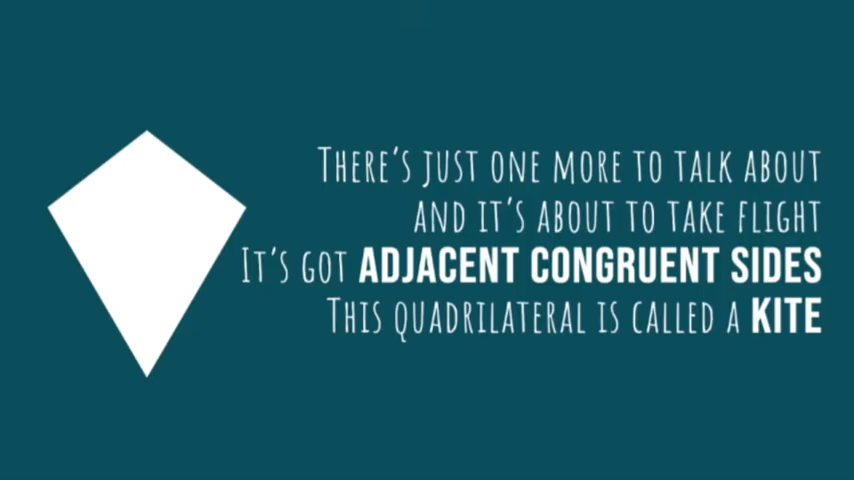 There's just one more to talk about
and it's about to take flight
It's got ADJACENT CONGRUENT SIDES
This quadrilateral is called a KITE